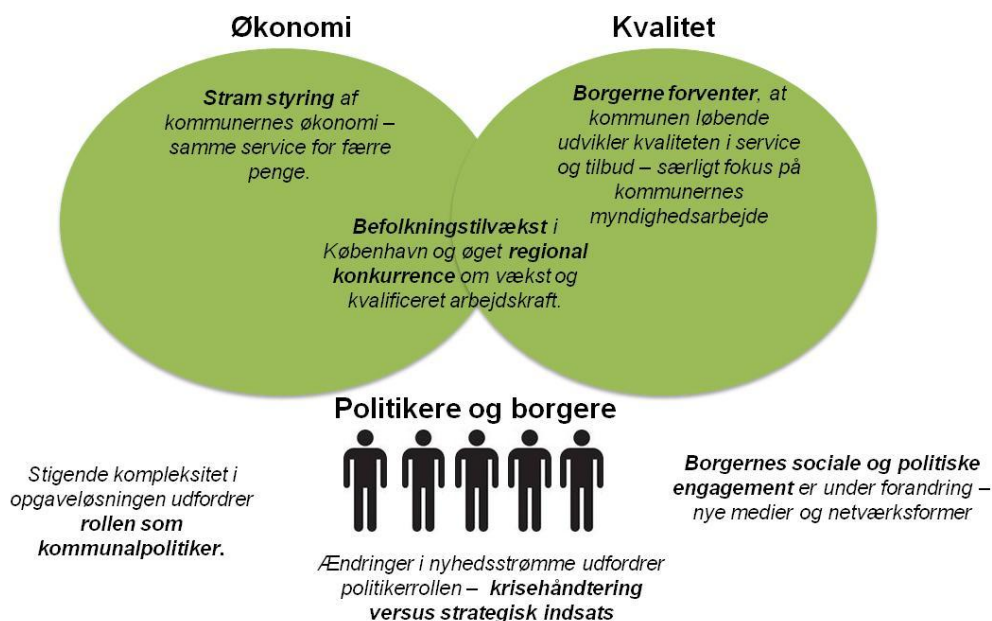 Økonomi
Kvalitet
Stram styring af
kommunernes økonomi –
samme service for færre
penge.
Borgerne forventer, at
kommunen løbende
udvikler kvaliteten i service
og tilbud – særligt fokus på
kommunernes
myndighedsarbejde
Befolkningstilvækst i
København og øget regional
konkurrence om vækst og
kvalificeret arbejdskraft.
Politikere og borgere
Stigende kompleksitet i
opgaveløsningen udfordrer
rollen som
kommunalpolitiker.
Borgernes sociale og politiske
engagement er under forandring –
nye medier og netværksformer
Ændringer i nyhedsstrømme udfordrer
politikerrollen – krisehåndtering
versus strategisk indsats